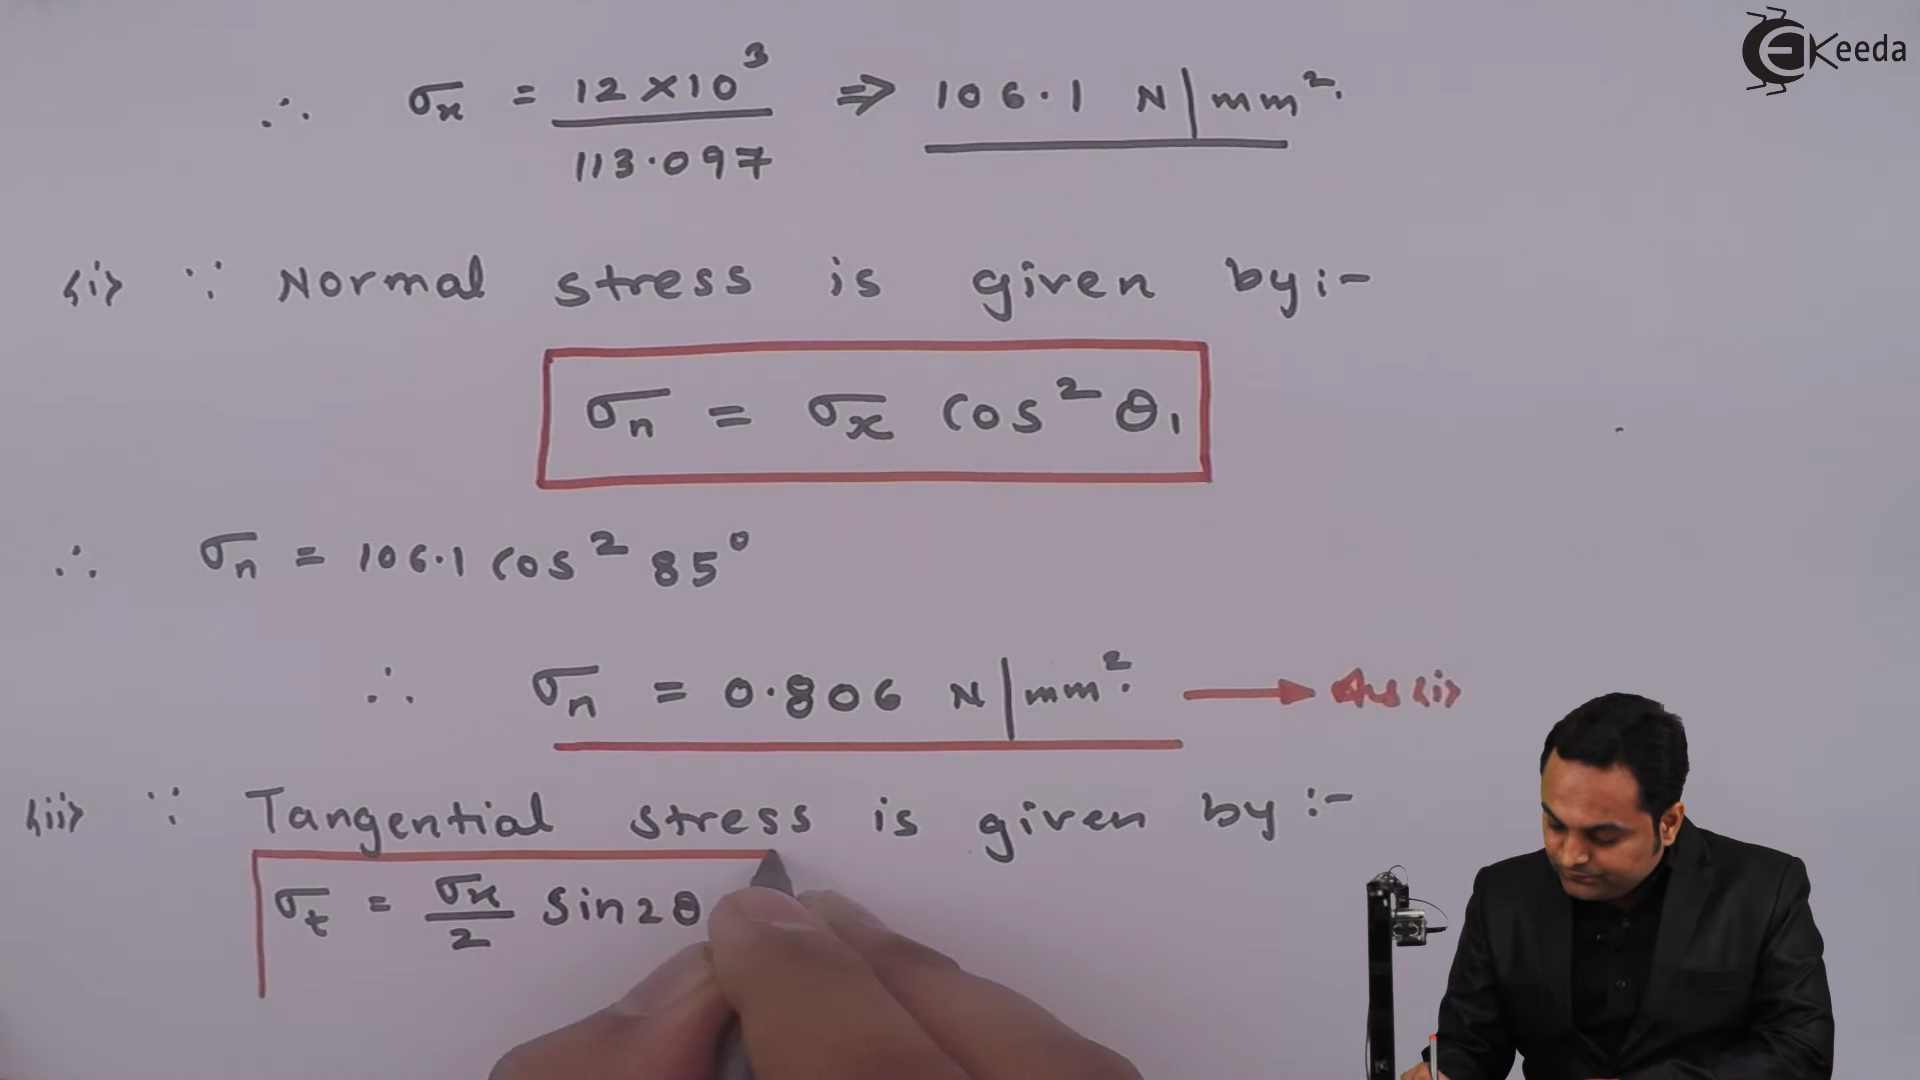 EKeeda
∴ σx = 12×10³ / 113.097 ⇒ 106.1 N/mm².
<i> ∵ Normal stress is given by:-
σn = σx cos²θ,
∴ σn = 106.1 cos² 85°
∴ σn = 0.806 N/mm². → Ans <i>
<ii> ∵ Tangential stress is given by:-
σt = σx/2 sin2θ